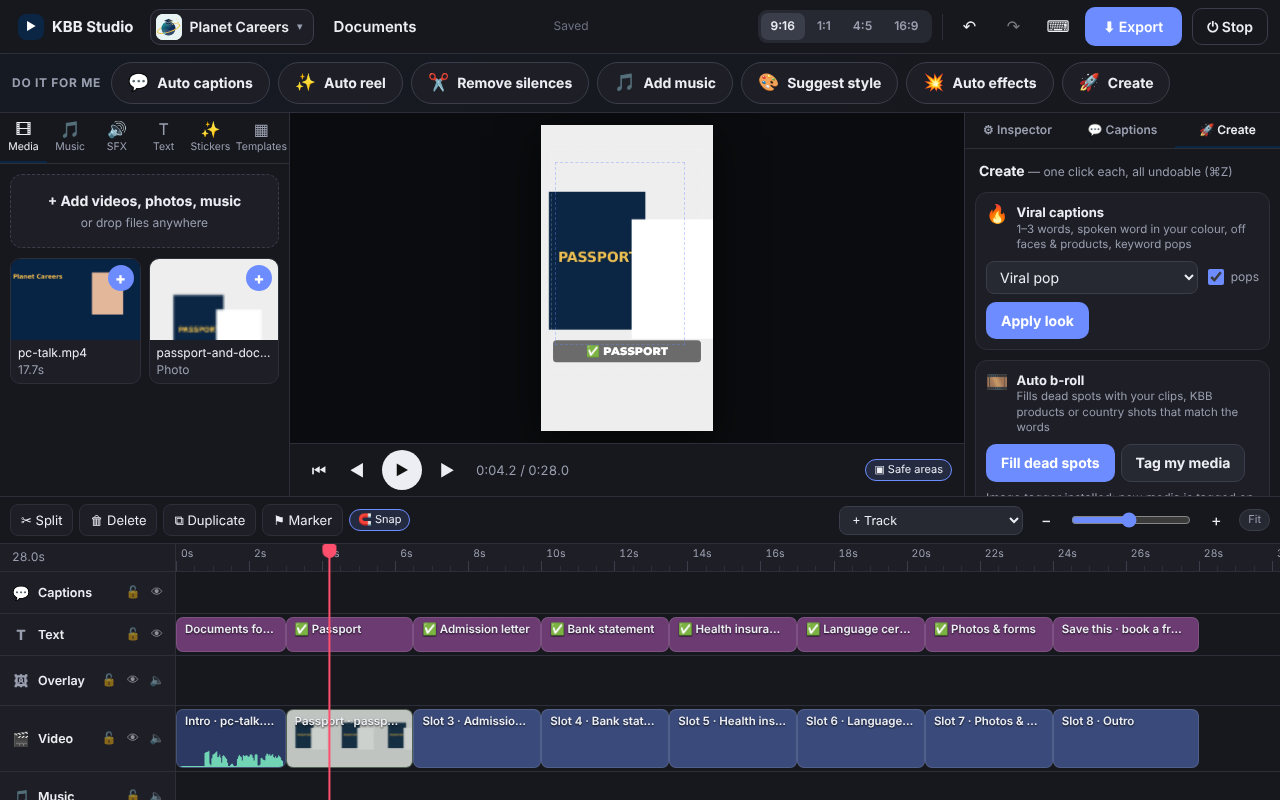 KBB Studio
Planet Careers
Documents
Saved
9:16
1:1
4:5
16:9
Export
Stop
DO IT FOR ME
Auto captions
Auto reel
Remove silences
Add music
Suggest style
Auto effects
Create
Media
Music
SFX
Text
Stickers
Templates
+ Add videos, photos, music
or drop files anywhere
Planet Careers
pc-talk.mp4
17.7s
PASSPOR
passport-and-doc...
Photo
PASSPORT
✅ PASSPORT
0:04.2 / 0:28.0
Safe areas
Inspector
Captions
Create
Create — one click each, all undoable (⌘Z)
Viral captions
1–3 words, spoken word in your colour, off
faces & products, keyword pops
Viral pop
pops
Apply look
Auto b-roll
Fills dead spots with your clips, KBB
products or country shots that match the
words
Fill dead spots
Tag my media
Split
Delete
Duplicate
Marker
Snap
+ Track
Fit
28.0s
0s
2s
6s
8s
10s
12s
14s
16s
18s
20s
22s
24s
26s
28s
Captions
Text
Documents fo...
✅ Passport
✅ Admission letter
✅ Bank statement
✅ Health insura...
✅ Language cer...
✅ Photos & forms
Save this · book a fr...
Overlay
Video
Intro · pc-talk....
Passport · passp...
Slot 3 · Admissio...
Slot 4 · Bank stat...
Slot 5 · Health ins...
Slot 6 · Language...
Slot 7 · Photos & ...
Slot 8 · Outro
Music